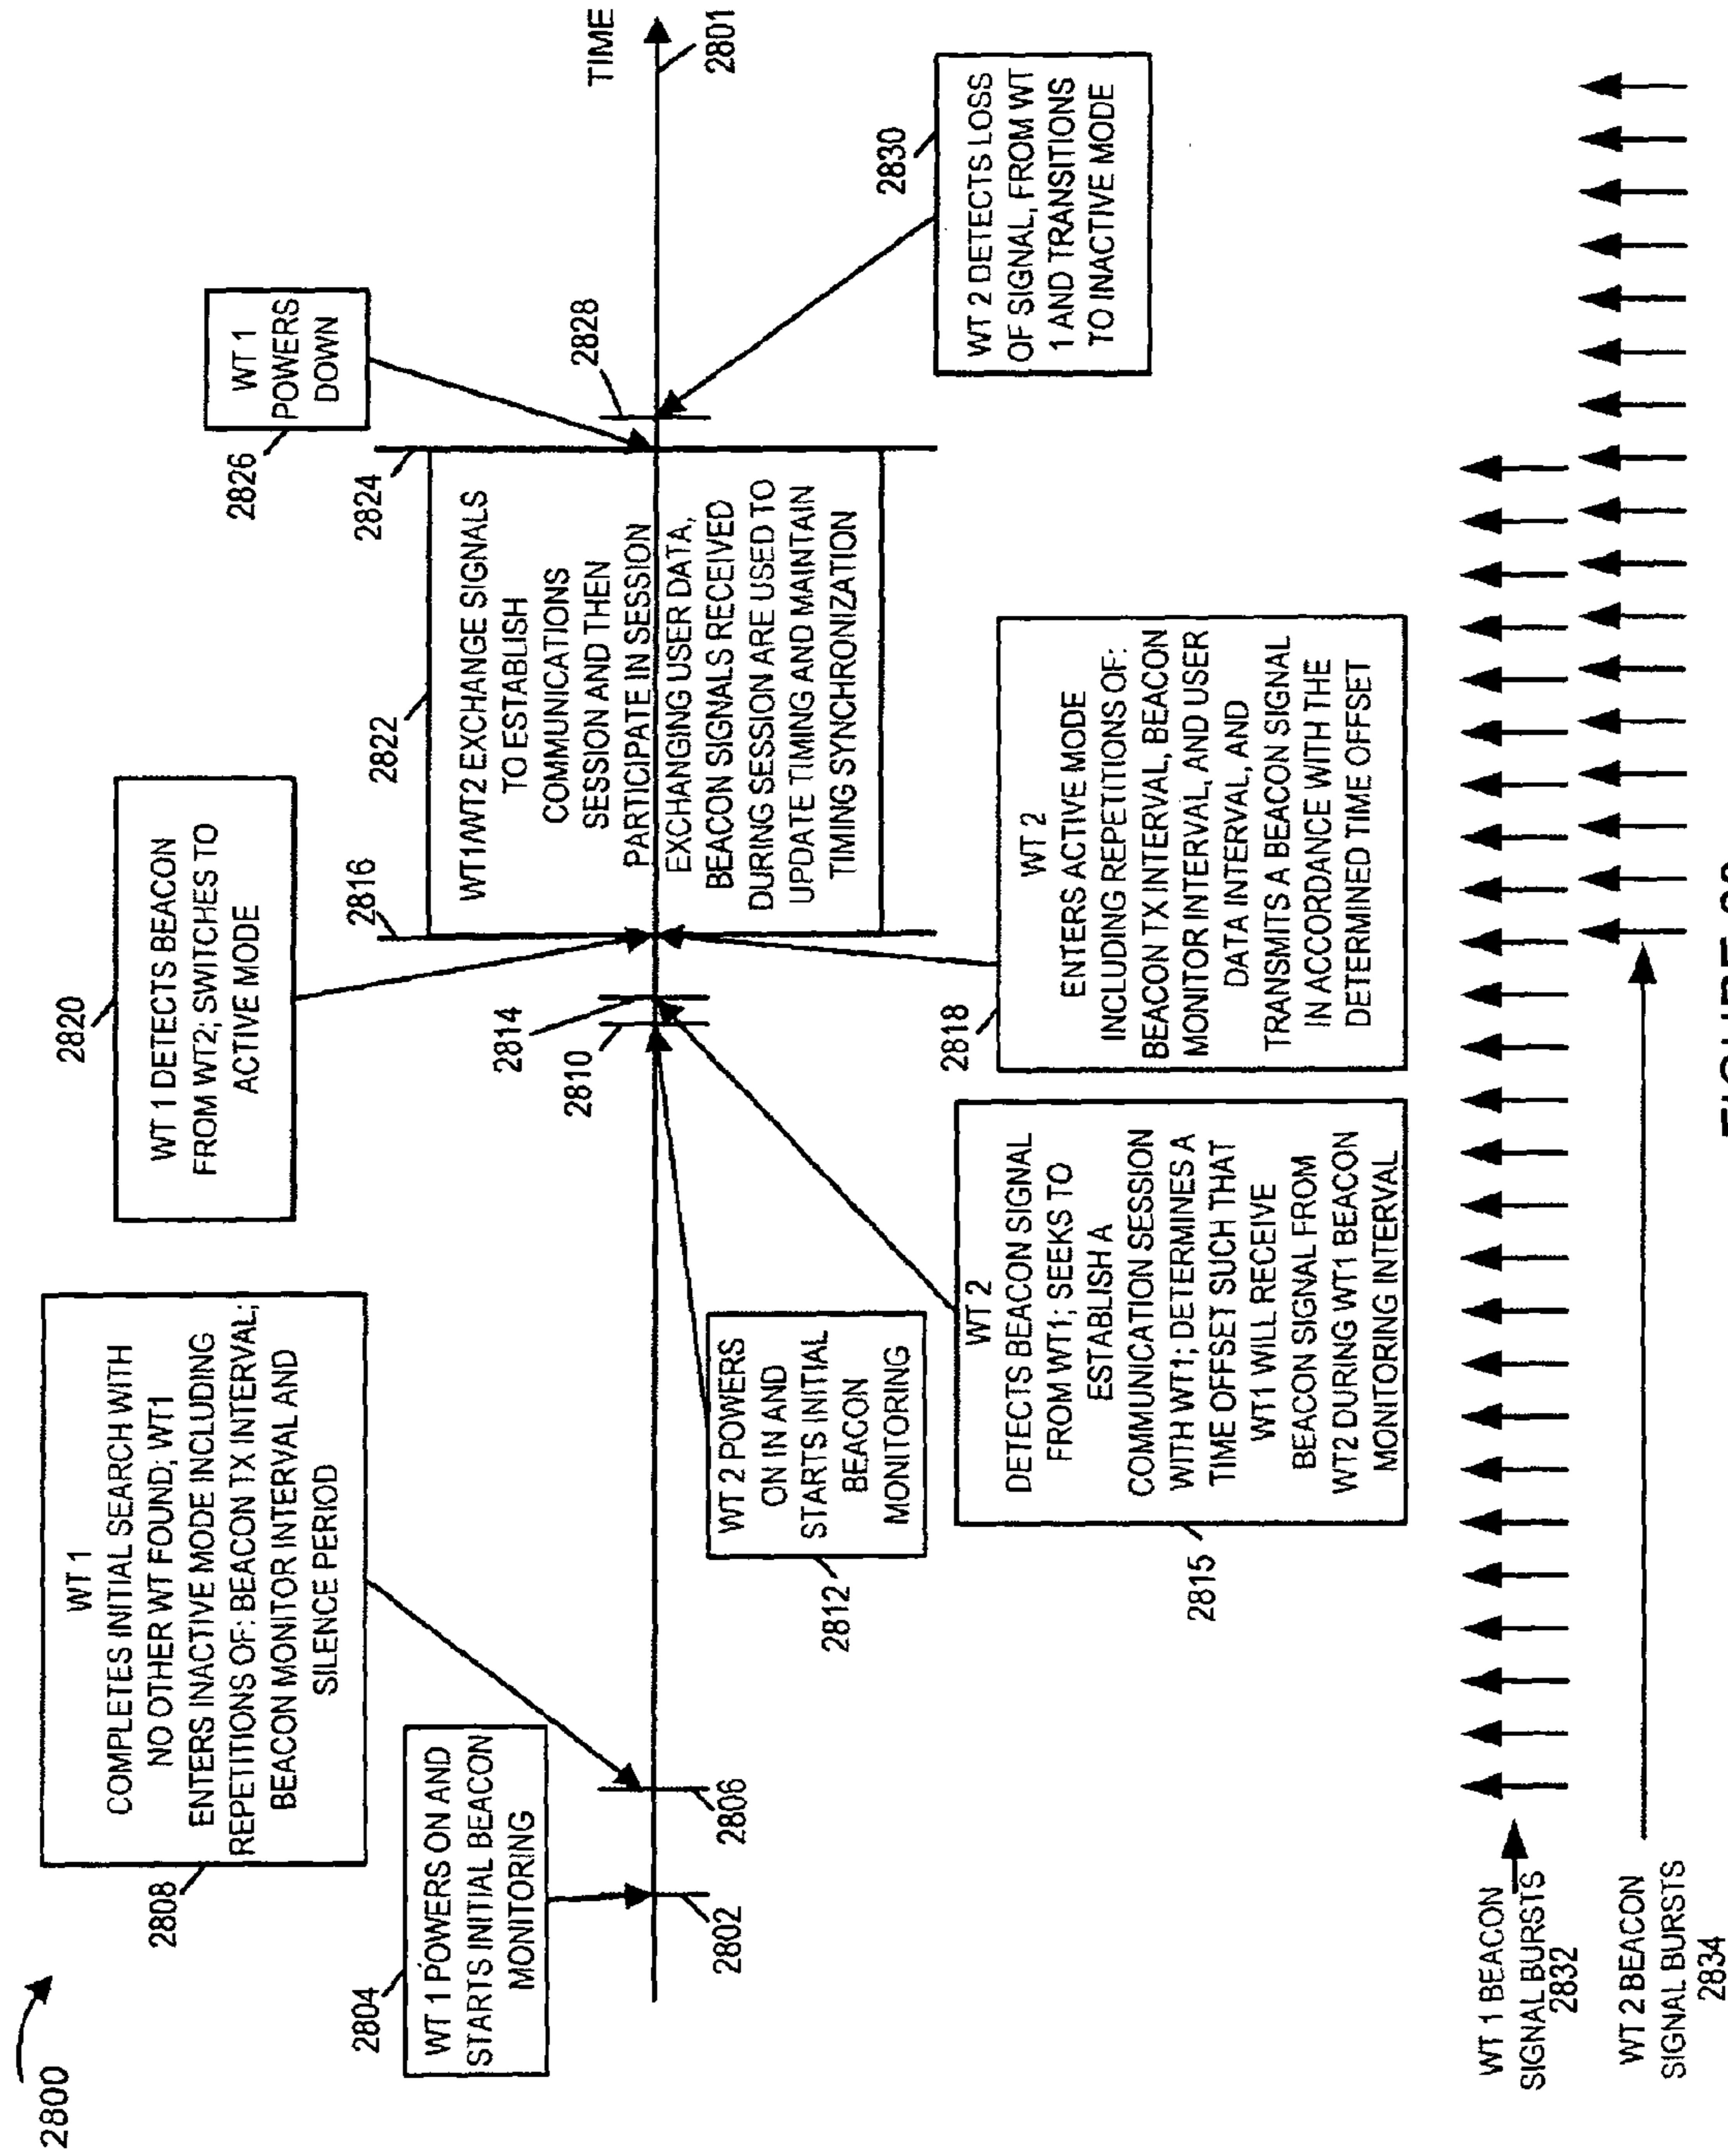 2800
2808
WT 1
COMPLETES INITIAL SEARCH WITH
NO OTHER WT FOUND; WT1
ENTERS INACTIVE MODE INCLUDING
REPETITIONS OF: BEACON TX INTERVAL;
BEACON MONITOR INTERVAL AND
SILENCE PERIOD
2820
WT 1 DETECTS BEACON
FROM WT2; SWITCHES TO
ACTIVE MODE
2826
WT 1
POWERS
DOWN
2804
WT 1 POWERS ON AND
STARTS INITIAL BEACON
MONITORING
2816
2822
2824
WT1/WT2 EXCHANGE SIGNALS
TO ESTABLISH
COMMUNICATIONS
SESSION AND THEN
PARTICIPATE IN SESSION
EXCHANGING USER DATA,
BEACON SIGNALS RECEIVED
DURING SESSION ARE USED TO
UPDATE TIMING AND MAINTAIN
TIMING SYNCHRONIZATION
2814
2810
2828
TIME
2801
2802
2806
2812
WT 2 POWERS
ON IN AND
STARTS INITIAL
BEACON
MONITORING
2830
WT 2 DETECTS LOSS
OF SIGNAL, FROM WT
1 AND TRANSITIONS
TO INACTIVE MODE
2815
WT 2
DETECTS BEACON SIGNAL
FROM WT1; SEEKS TO
ESTABLISH A
COMMUNICATION SESSION
WITH WT1; DETERMINES A
TIME OFFSET SUCH THAT
WT1 WILL RECEIVE
BEACON SIGNAL FROM
WT2 DURING WT1 BEACON
MONITORING INTERVAL
2818
WT 2
ENTERS ACTIVE MODE
INCLUDING REPETITIONS OF:
BEACON TX INTERVAL, BEACON
MONITOR INTERVAL, AND USER
DATA INTERVAL, AND
TRANSMITS A BEACON SIGNAL
IN ACCORDANCE WITH THE
DETERMINED TIME OFFSET
WT 1 BEACON
SIGNAL BURSTS
2832
WT 2 BEACON
SIGNAL BURSTS
2834